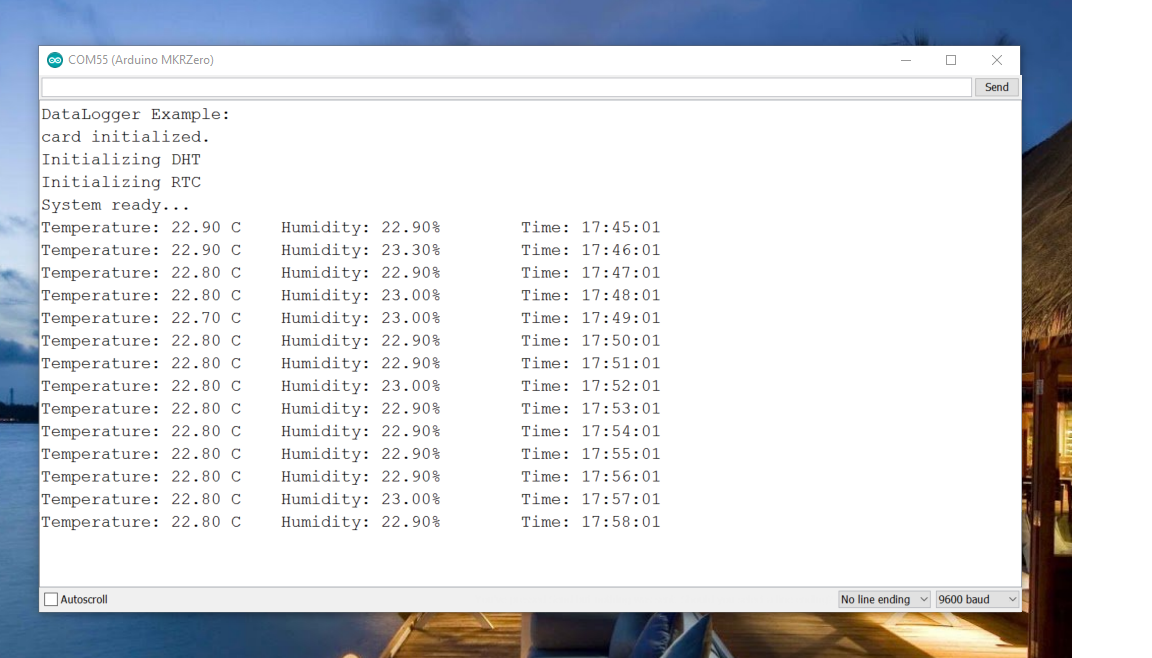 COM55 (Arduino MKRZero)
Send
DataLogger Example:
card initialized.
Initializing DHT
Initializing RTC
System ready...
Temperature: 22.90 C    Humidity: 22.90%        Time: 17:45:01
Temperature: 22.90 C    Humidity: 23.30%        Time: 17:46:01
Temperature: 22.80 C    Humidity: 22.90%        Time: 17:47:01
Temperature: 22.80 C    Humidity: 23.00%        Time: 17:48:01
Temperature: 22.70 C    Humidity: 23.00%        Time: 17:49:01
Temperature: 22.80 C    Humidity: 22.90%        Time: 17:50:01
Temperature: 22.80 C    Humidity: 22.90%        Time: 17:51:01
Temperature: 22.80 C    Humidity: 23.00%        Time: 17:52:01
Temperature: 22.80 C    Humidity: 22.90%        Time: 17:53:01
Temperature: 22.80 C    Humidity: 22.90%        Time: 17:54:01
Temperature: 22.80 C    Humidity: 22.90%        Time: 17:55:01
Temperature: 22.80 C    Humidity: 22.90%        Time: 17:56:01
Temperature: 22.80 C    Humidity: 23.00%        Time: 17:57:01
Temperature: 22.80 C    Humidity: 22.90%        Time: 17:58:01
Autoscroll
No line ending
9600 baud